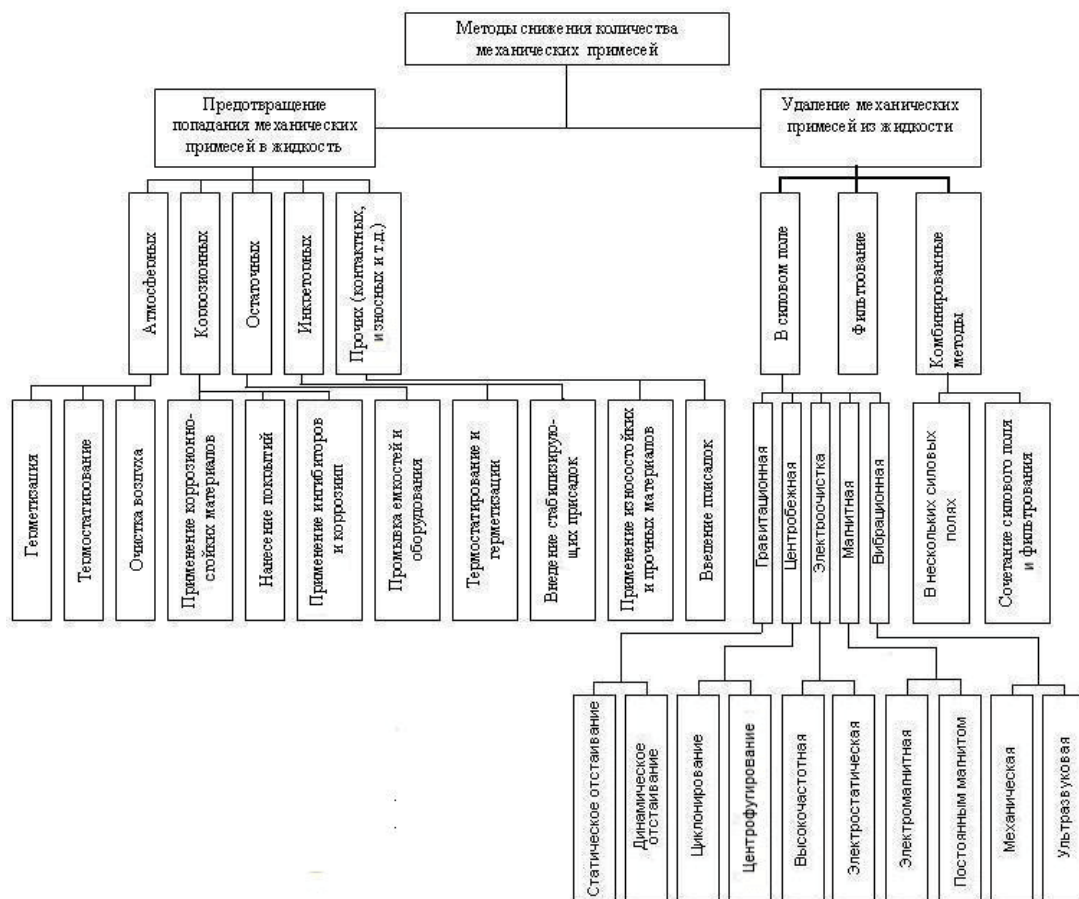 Методы снижения количества
механических примесей
Предотвращение
попадания механических
примесей в жидкость
Удаление механических
примесей из жидкости
Атмосферных
Коррозионных
Остаточных
Прочих (контактных,
износных и т.д.)
В силовом поле
Фильтрование
Комбинированные
методы
Герметизация
Термостатирование
Очистка воздуха
Применение коррозионно-
стойких материалов
Нанесение покрытий
Применение ингибиторов
и коррозии
Промывка емкостей и
оборудования
Термостатирование и
герметизации
Внедение стабилизирую-
щих присадок
Применение износостойких
и прочных материалов
Введение присадок
Гравитационная
Центробежная
Электроочистка
Магнитная
Вибрационная
В нескольких силовых
полях
Сочетание силового поля
и фильтрования
Статическое отстаивание
Динамическое
отстаивание
Циклонирование
Центрофугирование
Высокочастотная
Электростатическая
Электромагнитная
Постоянным магнитом
Механическая
Ультразвуковая